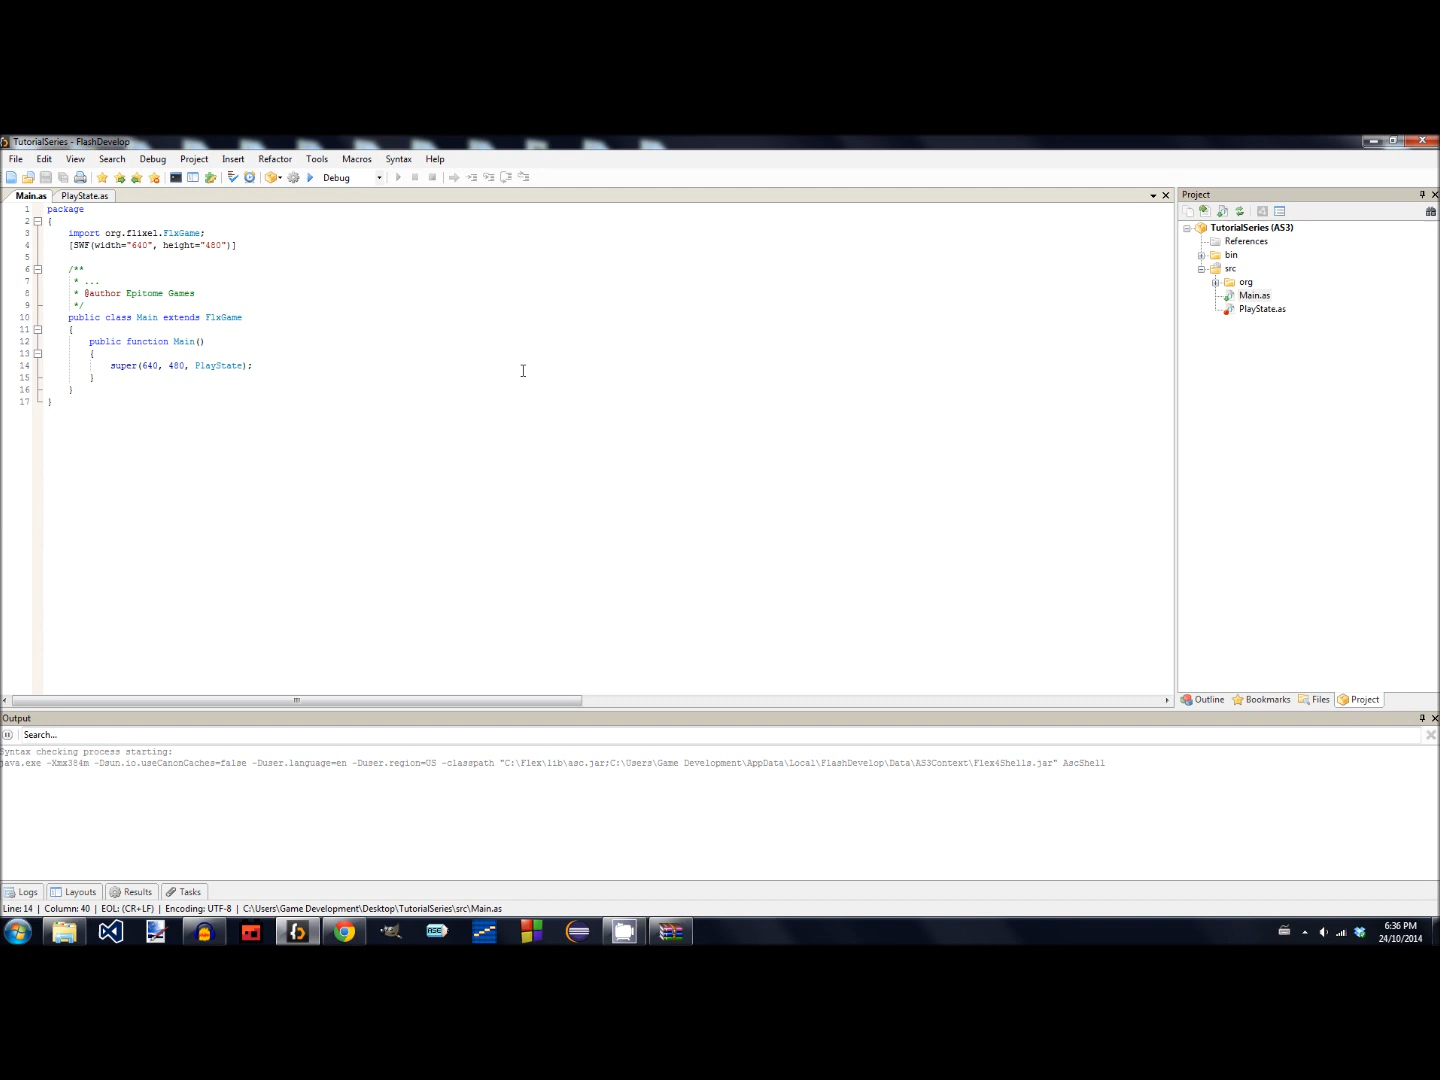 TutorialSeries - FlashDevelop
File Edit View Search Debug Project Insert Refactor Tools Macros Syntax Help
Debug
Main.as PlayState.as
1 package
2 {
3 import org.flixel.FlxGame;
4 [SWF(width="640", height="480")]
5
6 /**
7 * ...
8 * @author Epitome Games
9 */
10 public class Main extends FlxGame
11 {
12 public function Main()
13 {
14 super(640, 480, PlayState);
15 }
16 }
17 }
Project
TutorialSeries (AS3)
References
bin
src
org
Main.as
PlayState.as
Outline Bookmarks Files Project
Output
Search...
Syntax checking process starting:
java.exe -Xmx384m -Dsun.io.useCanonCaches=false -Duser.language=en -Duser.region=US -classpath "C:\Flex\lib\asc.jar;C:\Users\Game Development\AppData\Local\FlashDevelop\Data\AS3Context\Flex4Shells.jar" AscShell
Logs Layouts Results Tasks
Line: 14 | Column: 40 | EOL: (CR+LF) | Encoding: UTF-8 | C:\Users\Game Development\Desktop\TutorialSeries\src\Main.as
ASE
6:36 PM
24/10/2014